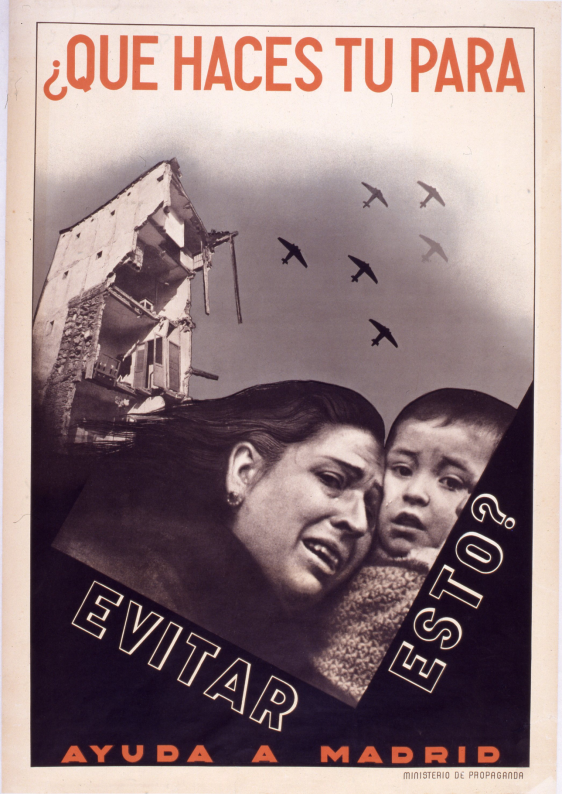 ¿QUE HACES TU PARA
EVITAR
ESTO?
AYUDA A MADRID
MINISTERIO DE PROPAGANDA